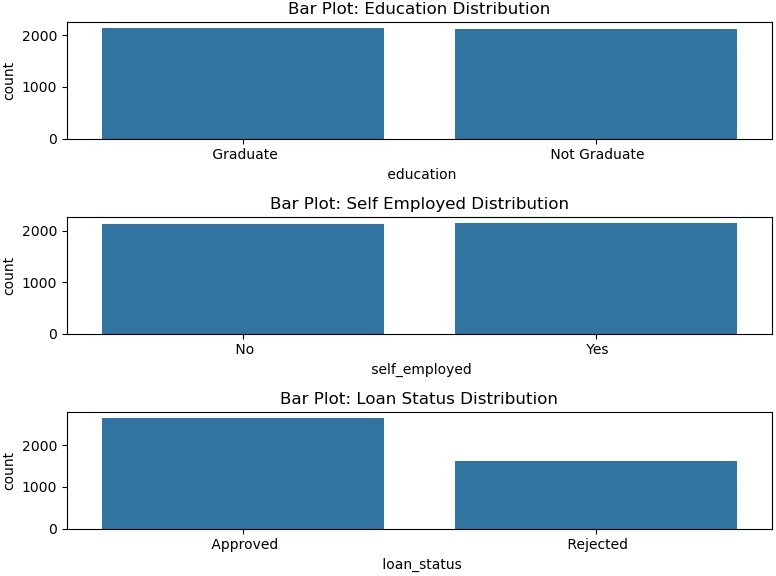 Bar Plot: Education Distribution
2000
1000
0
count
Graduate Not Graduate
education
Bar Plot: Self Employed Distribution
2000
1000
0
count
No Yes
self_employed
Bar Plot: Loan Status Distribution
2000
1000
0
count
Approved Rejected
loan_status